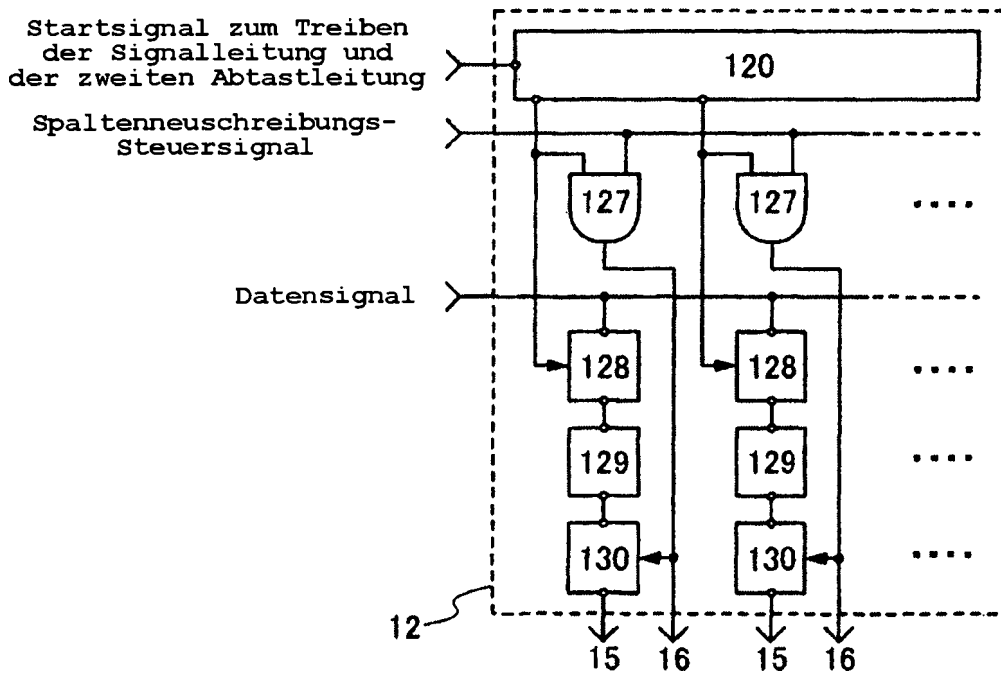 Startsignal zum Treiben
der Signalleitung und
der zweiten Abtastleitung
120
Spaltenneuschreibungs-
Steuersignal
127 127
Datensignal
128 128
129 129
130 130
12
15 16 15 16